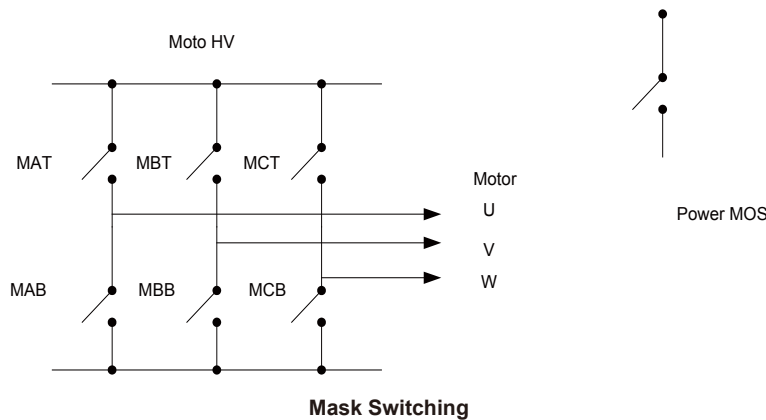 Moto HV
MAT
MBT
MCT
Motor
U
Power MOS
V
W
MAB
MBB
MCB
Mask Switching